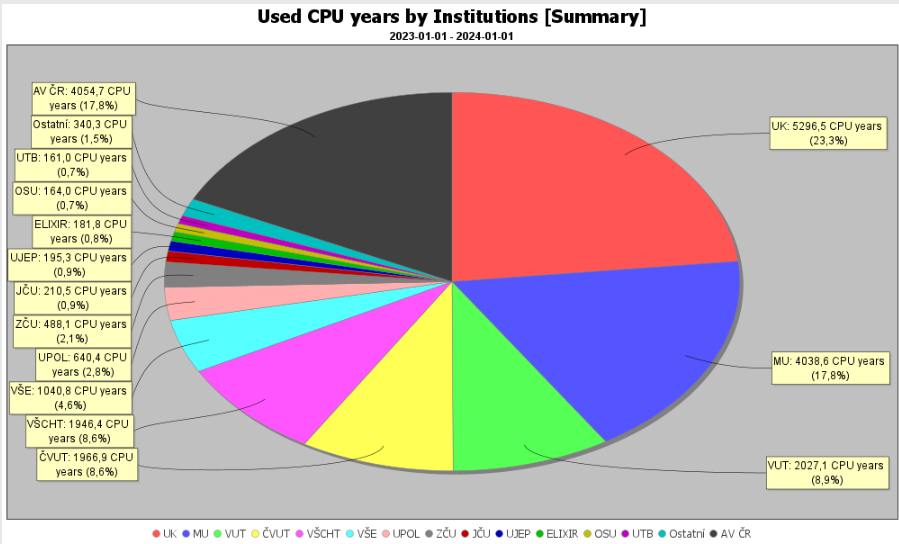 Used CPU years by Institutions [Summary]
2023-01-01 - 2024-01-01
AV ČR: 4054,7 CPU
years (17,8%)
Ostatní: 340,3 CPU
years (1,5%)
UTB: 161,0 CPU years
(0,7%)
OSU: 164,0 CPU years
(0,7%)
ELIXIR: 181,8 CPU
years (0,8%)
UJEP: 195,3 CPU years
(0,9%)
JČU: 210,5 CPU years
(0,9%)
ZČU: 488,1 CPU years
(2,1%)
UPOL: 640,4 CPU
years (2,8%)
VŠE: 1040,8 CPU years
(4,6%)
VŠCHT: 1946,4 CPU
years (8,6%)
ČVUT: 1966,9 CPU
years (8,6%)
UK: 5296,5 CPU years
(23,3%)
MU: 4038,6 CPU years
(17,8%)
VUT: 2027,1 CPU years
(8,9%)
UK MU VUT ČVUT VŠCHT VŠE UPOL ZČU JČU UJEP ELIXIR OSU UTB Ostatní AV ČR